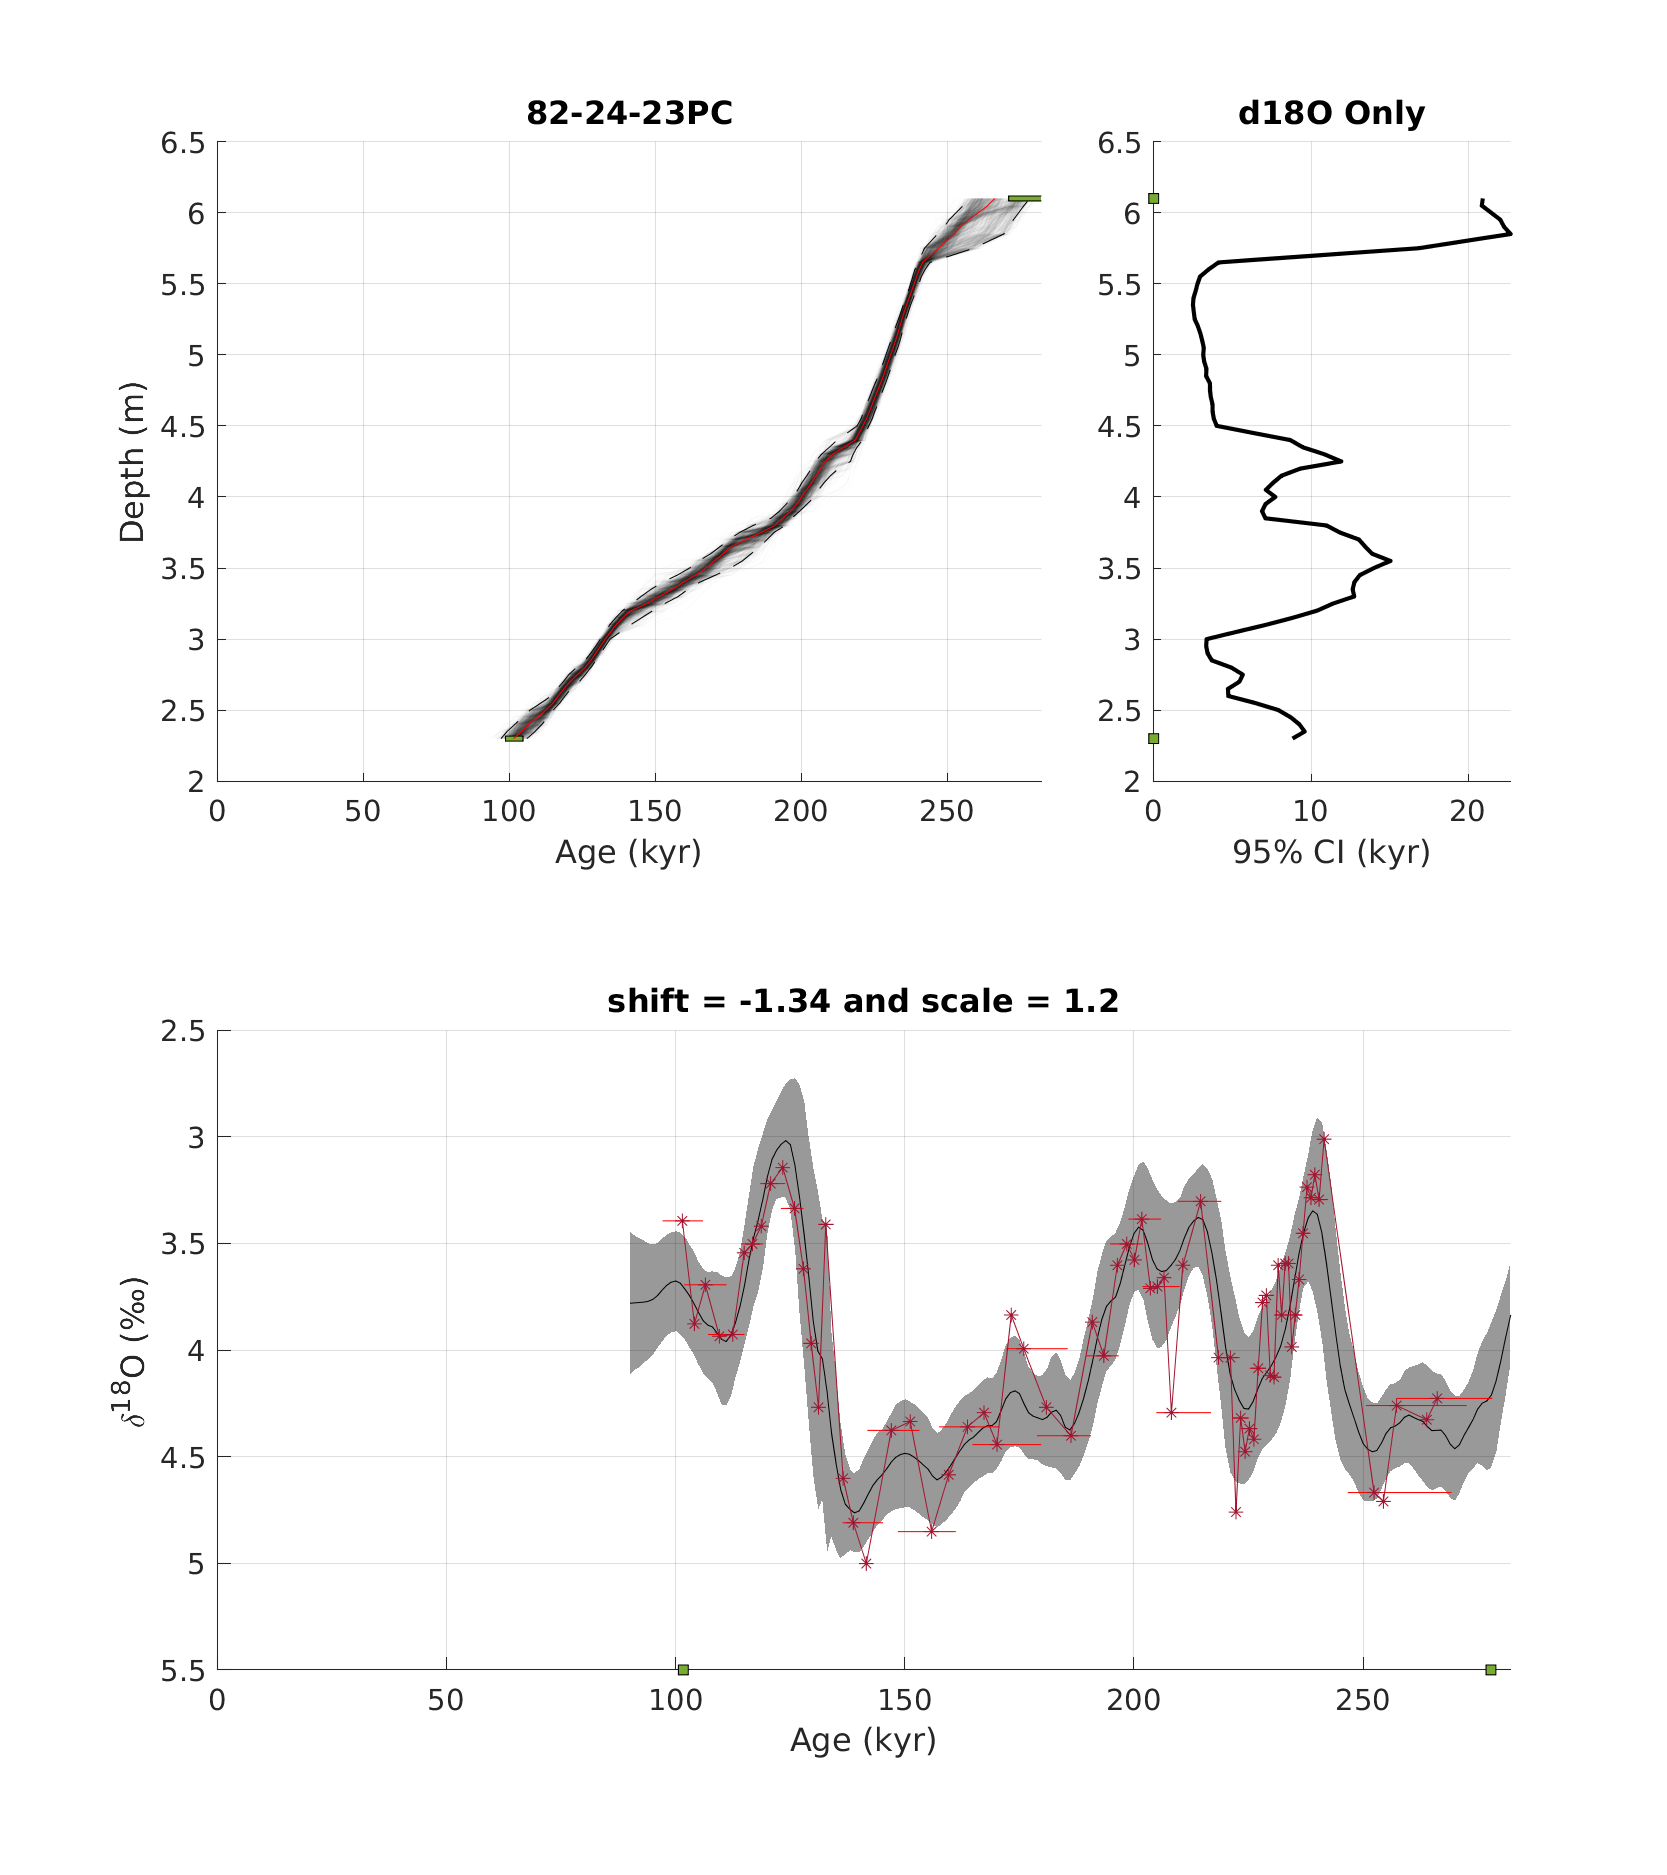 82-24-23PC
6.5
6
5.5
5
4.5
4
3.5
3
2.5
2
Depth (m)
0 50 100 150 200 250
Age (kyr)
d18O Only
6.5
6
5.5
5
4.5
4
3.5
3
2.5
2
0 10 20
95% CI (kyr)
shift = -1.34 and scale = 1.2
2.5
3
3.5
4
4.5
5
5.5
δ18O (‰)
0 50 100 150 200 250
Age (kyr)